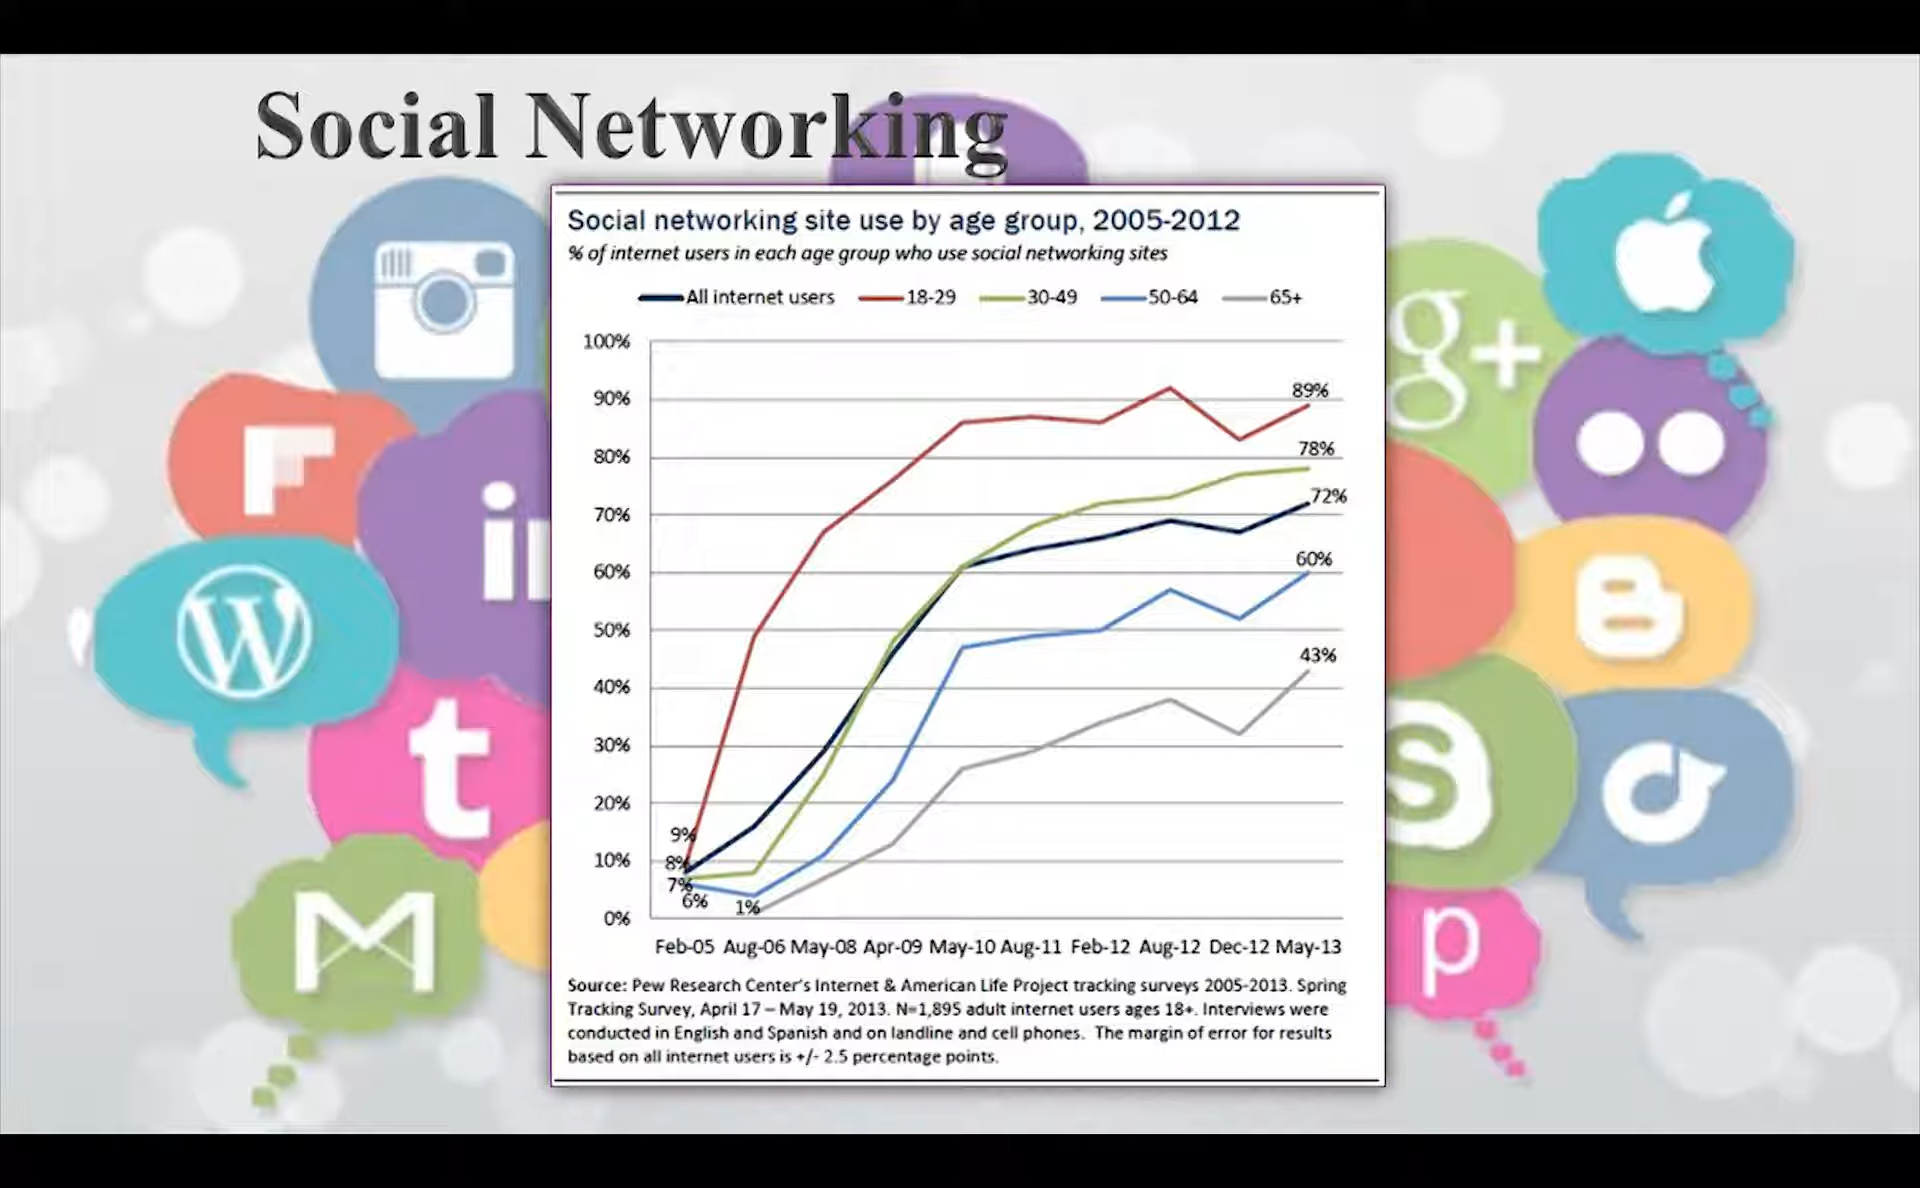 Social Networking
Social networking site use by age group, 2005-2012
% of internet users in each age group who use social networking sites
All internet users 18-29 30-49 50-64 65+
100%
90%
80%
70%
60%
50%
40%
30%
20%
10%
0%
89%
78%
72%
60%
43%
9%
8%
7%
6%
1%
Feb-05 Aug-06 May-08 Apr-09 May-10 Aug-11 Feb-12 Aug-12 Dec-12 May-13
Source: Pew Research Center's Internet & American Life Project tracking surveys 2005-2013. Spring
Tracking Survey, April 17 – May 19, 2013. N=1,895 adult internet users ages 18+. Interviews were
conducted in English and Spanish and on landline and cell phones. The margin of error for results
based on all internet users is +/- 2.5 percentage points.
in
W
t
g+
S
p